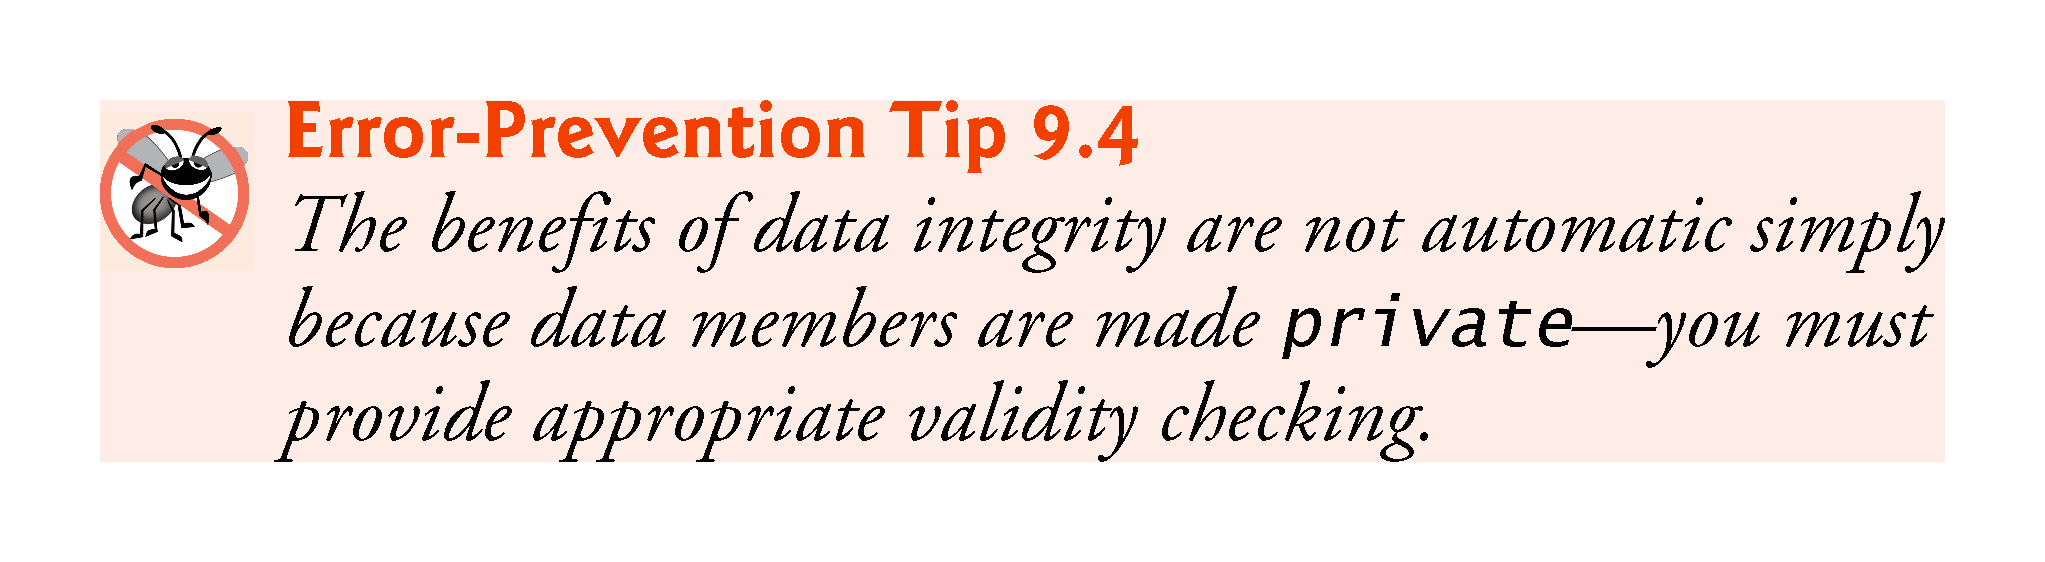 Error-Prevention Tip 9.4
The benefits of data integrity are not automatic simply
because data members are made private—you must
provide appropriate validity checking.